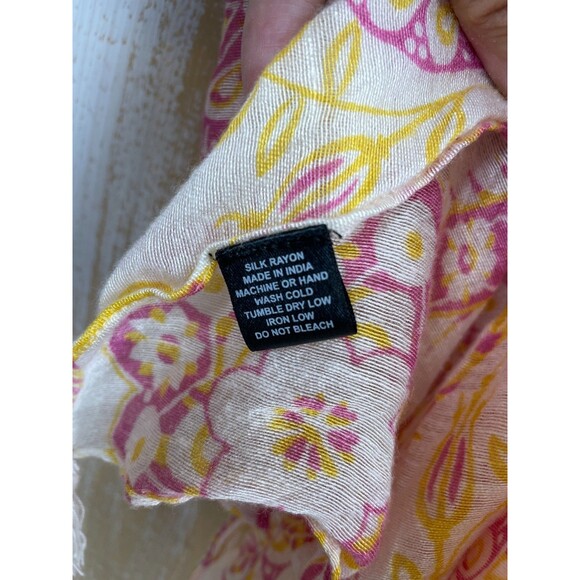 SILK RAYON
MADE IN INDIA
MACHINE OR HAND
WASH COLD
TUMBLE DRY LOW
IRON LOW
DO NOT BLEACH